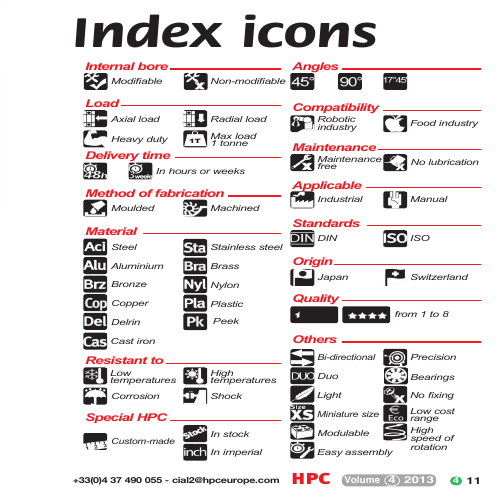 Index icons
Internal bore
Modifiable
Non-modifiable
Load
Axial load
Radial load
Heavy duty
1T
Max load
1 tonne
Delivery time
48h
5 weeks
In hours or weeks
Method of fabrication
Moulded
Machined
Material
Aci Steel
Sta Stainless steel
Alu Aluminium
Bra Brass
Brz Bronze
Nyl Nylon
Cop Copper
Pla Plastic
Del Delrin
Pk Peek
Cas Cast iron
Resistant to
Low
temperatures
High
temperatures
Corrosion
Shock
Special HPC
Custom-made
Stock In stock
inch In imperial
Angles
45° 90° 17°45'
Compatibility
Robotic
industry
Food industry
Maintenance
Maintenance
free
No lubrication
Applicable
Industrial
Manual
Standards
DIN DIN
ISO ISO
Origin
Japan
Switzerland
Quality
from 1 to 8
Others
Bi-directional
Precision
DUO Duo
Bearings
Light
No fixing
Size
XS Miniature size
€
Eco
Low cost
range
Modulable
High
speed of
rotation
Easy assembly
+33(0)4 37 490 055 - cial2@hpceurope.com HPC Volume 4 2013 4 11